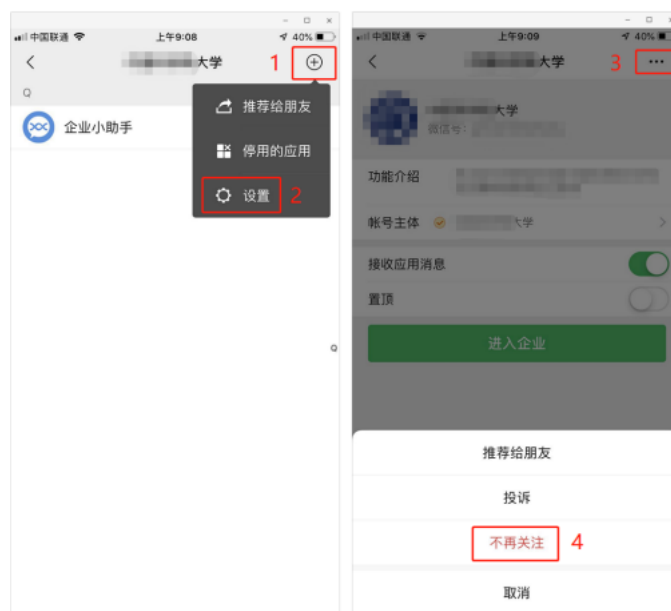 中国联通
上午9:08
40%
大学
1
Q
企业小助手
推荐给朋友
停用的应用
设置
2
Q
中国联通
上午9:09
40%
大学
3
大学
微信号:
功能介绍
帐号主体
大学
接收应用消息
置顶
进入企业
推荐给朋友
投诉
不再关注
4
取消